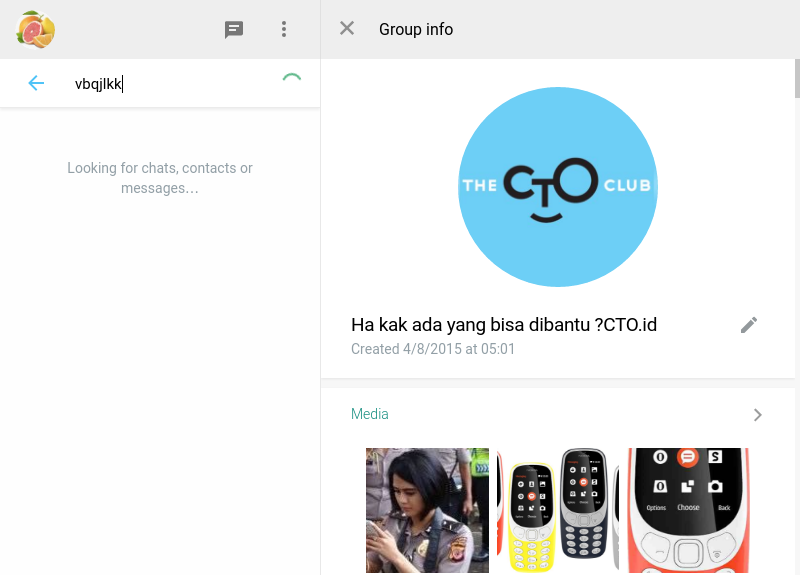 vbqjlkk
Looking for chats, contacts or
messages…
Group info
THE CTO CLUB
Ha kak ada yang bisa dibantu ?CTO.id
Created 4/8/2015 at 05:01
Media
Options Choose Back